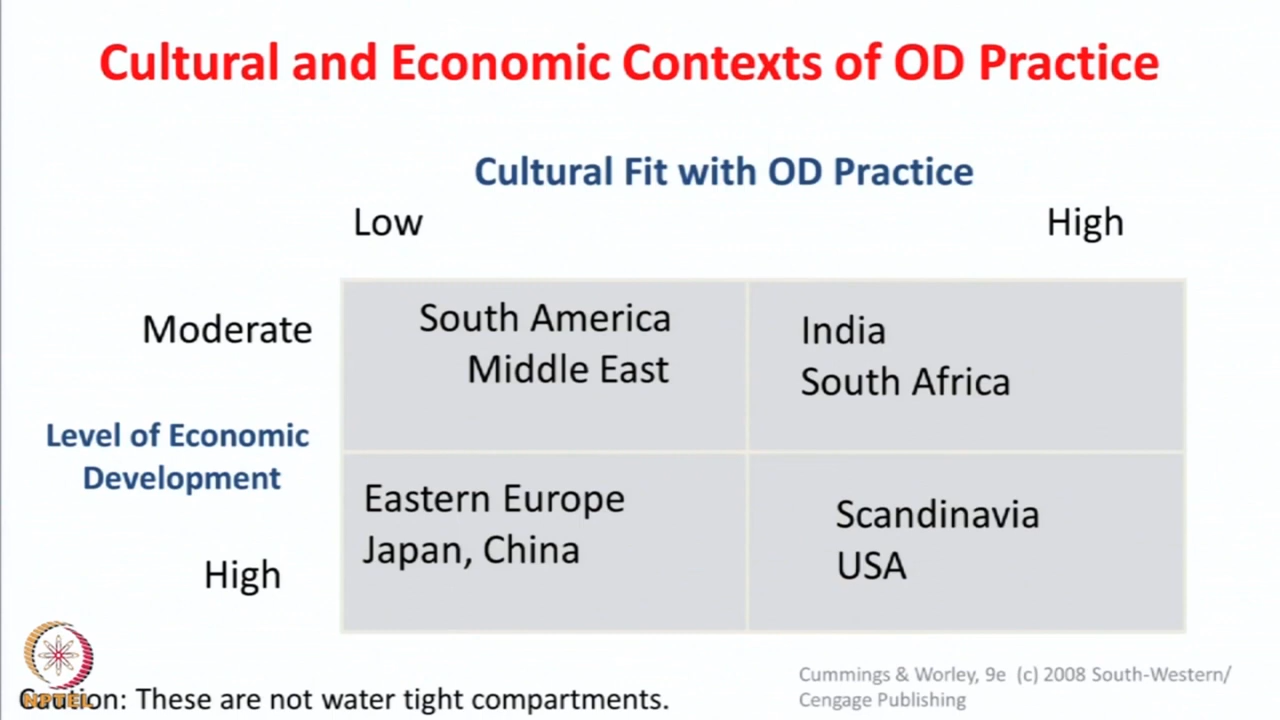 Cultural and Economic Contexts of OD Practice
Cultural Fit with OD Practice
Low High
Moderate
South America
Middle East
India
South Africa
Level of Economic
Development
High
Eastern Europe
Japan, China
Scandinavia
USA
Cummings & Worley, 9e (c) 2008 South-Western/
Cengage Publishing
Caution: These are not water tight compartments.
NPTEL